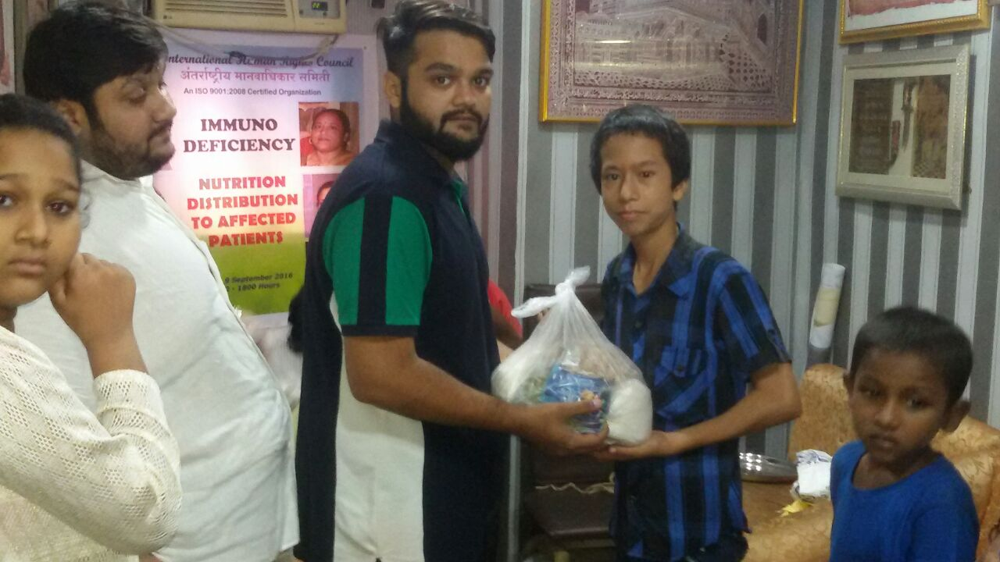 International Human Rights Council
अंतर्राष्ट्रीय मानवाधिकार समिती
An ISO 9001:2008 Certified Organization
IMMUNO
DEFICIENCY
NUTRITION
DISTRIBUTION
TO AFFECTED
PATIENTS
9 September 2016
- 1800 Hours